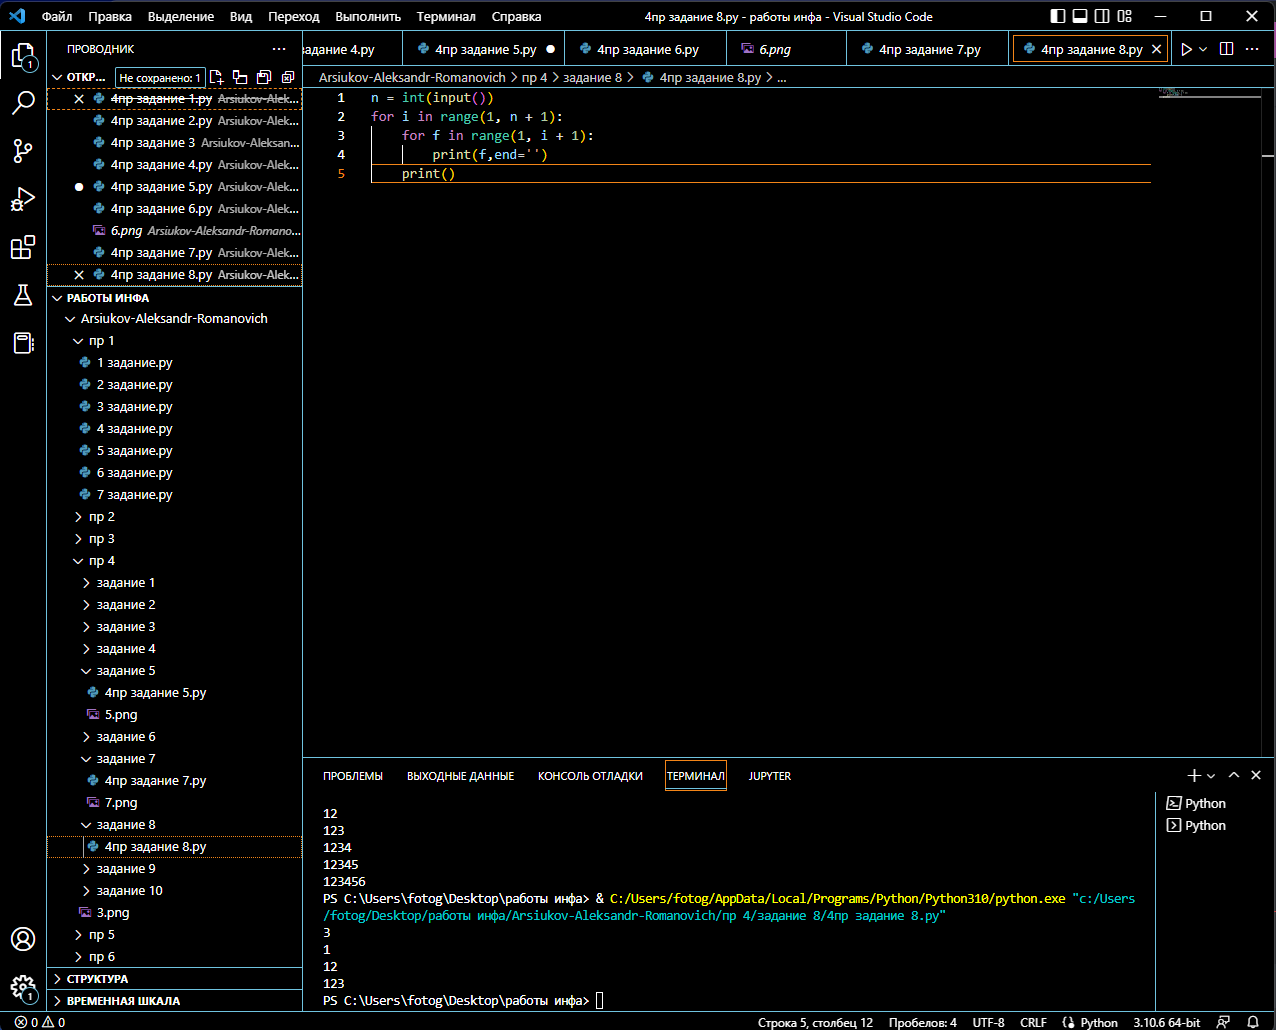 Файл Правка Выделение Вид Переход Выполнить Терминал Справка 4пр задание 8.py - работы инфа - Visual Studio Code
ПРОВОДНИК ...
задание 4.py 4пр задание 5.py 4пр задание 6.py 6.png 4пр задание 7.py 4пр задание 8.py
Arsiukov-Aleksandr-Romanovich > пр 4 > задание 8 > 4пр задание 8.py > ...
ОТКР... Не сохранено: 1
4пр задание 1.py Arsiukov-Alek...
4пр задание 2.py Arsiukov-Alek...
4пр задание 3 Arsiukov-Aleksan...
4пр задание 4.py Arsiukov-Alek...
4пр задание 5.py Arsiukov-Alek...
4пр задание 6.py Arsiukov-Alek...
6.png Arsiukov-Aleksandr-Romano...
4пр задание 7.py Arsiukov-Alek...
4пр задание 8.py Arsiukov-Alek...
РАБОТЫ ИНФА
Arsiukov-Aleksandr-Romanovich
пр 1
1 задание.py
2 задание.py
3 задание.py
4 задание.py
5 задание.py
6 задание.py
7 задание.py
пр 2
пр 3
пр 4
задание 1
задание 2
задание 3
задание 4
задание 5
4пр задание 5.py
5.png
задание 6
задание 7
4пр задание 7.py
7.png
задание 8
4пр задание 8.py
задание 9
задание 10
3.png
пр 5
пр 6
СТРУКТУРА
ВРЕМЕННАЯ ШКАЛА
1 n = int(input())
2 for i in range(1, n + 1):
3 for f in range(1, i + 1):
4 print(f,end='')
5 print()
ПРОБЛЕМЫ ВЫХОДНЫЕ ДАННЫЕ КОНСОЛЬ ОТЛАДКИ ТЕРМИНАЛ JUPYTER
12
123
1234
12345
123456
PS C:\Users\fotog\Desktop\работы инфа> & C:/Users/fotog/AppData/Local/Programs/Python/Python310/python.exe "c:/Users
/fotog/Desktop/работы инфа/Arsiukov-Aleksandr-Romanovich/пр 4/задание 8/4пр задание 8.py"
3
1
12
123
PS C:\Users\fotog\Desktop\работы инфа>
Python
Python
1
1
0 0 Строка 5, столбец 12 Пробелов: 4 UTF-8 CRLF Python 3.10.6 64-bit